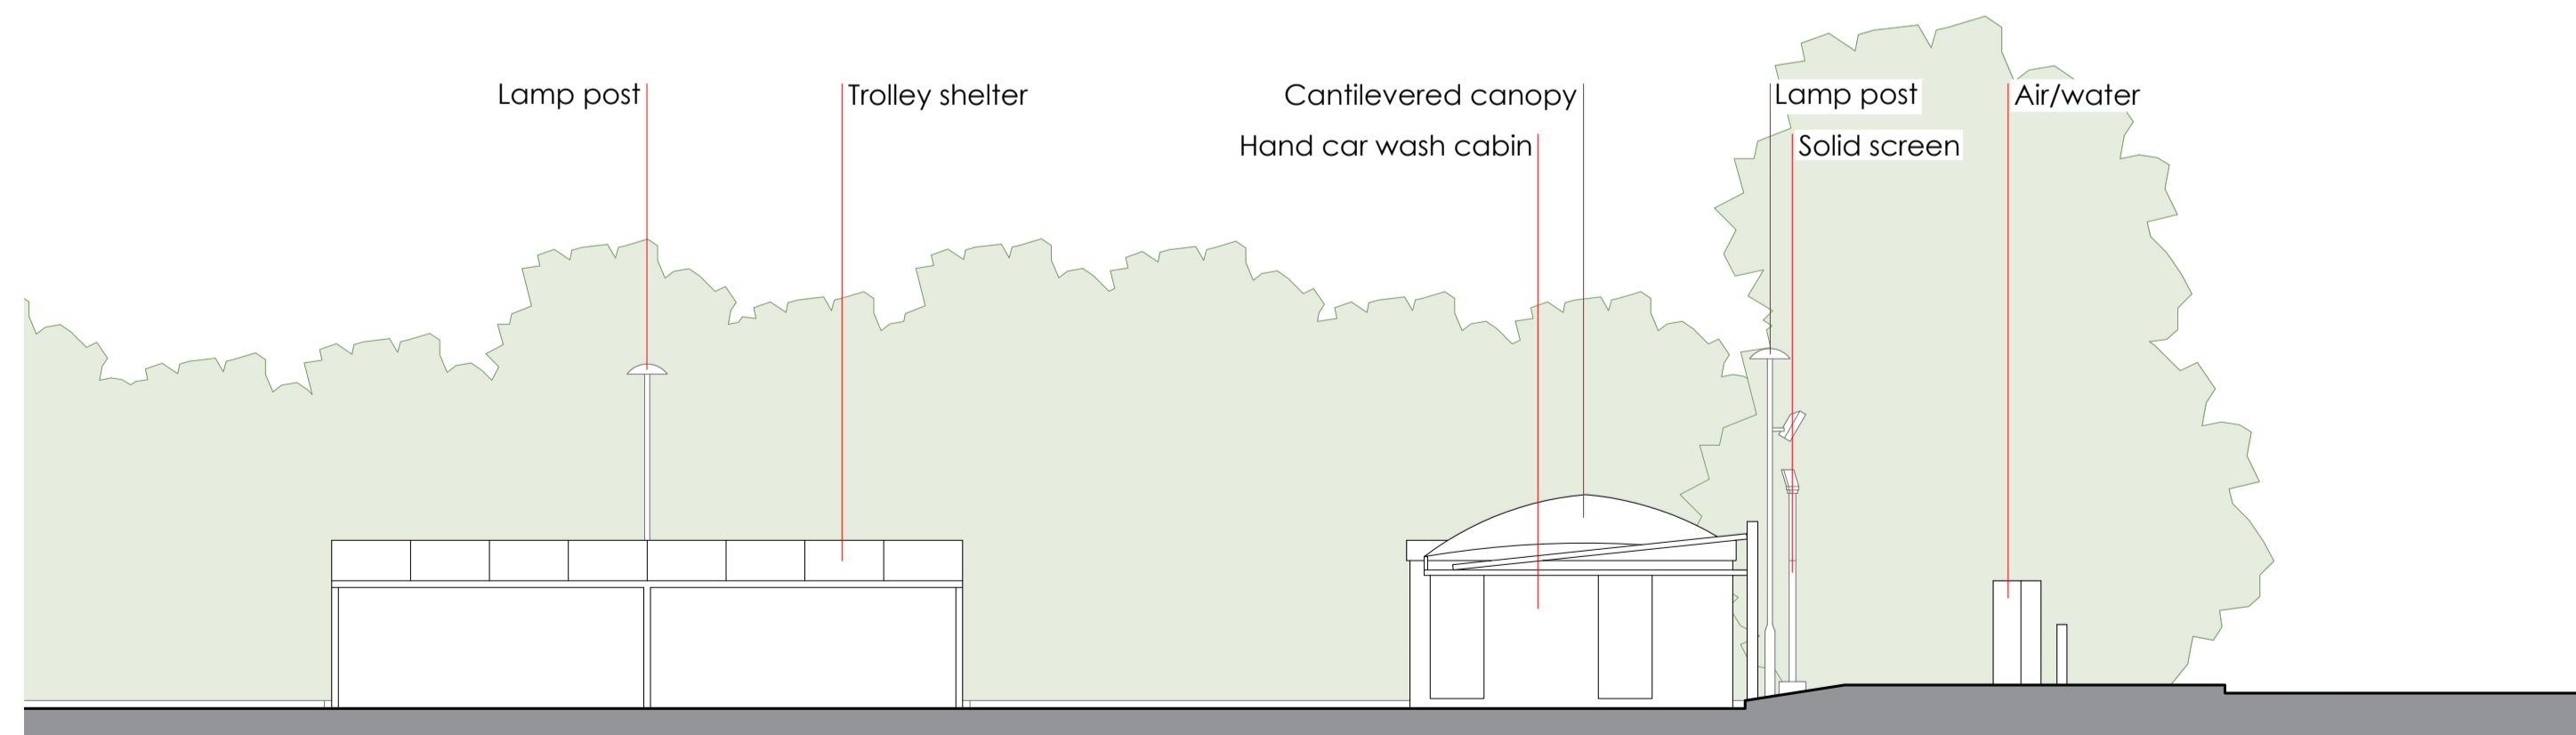 Lamp post
Trolley shelter
Cantilevered canopy
Lamp post
Air/water
Hand car wash cabin
Solid screen